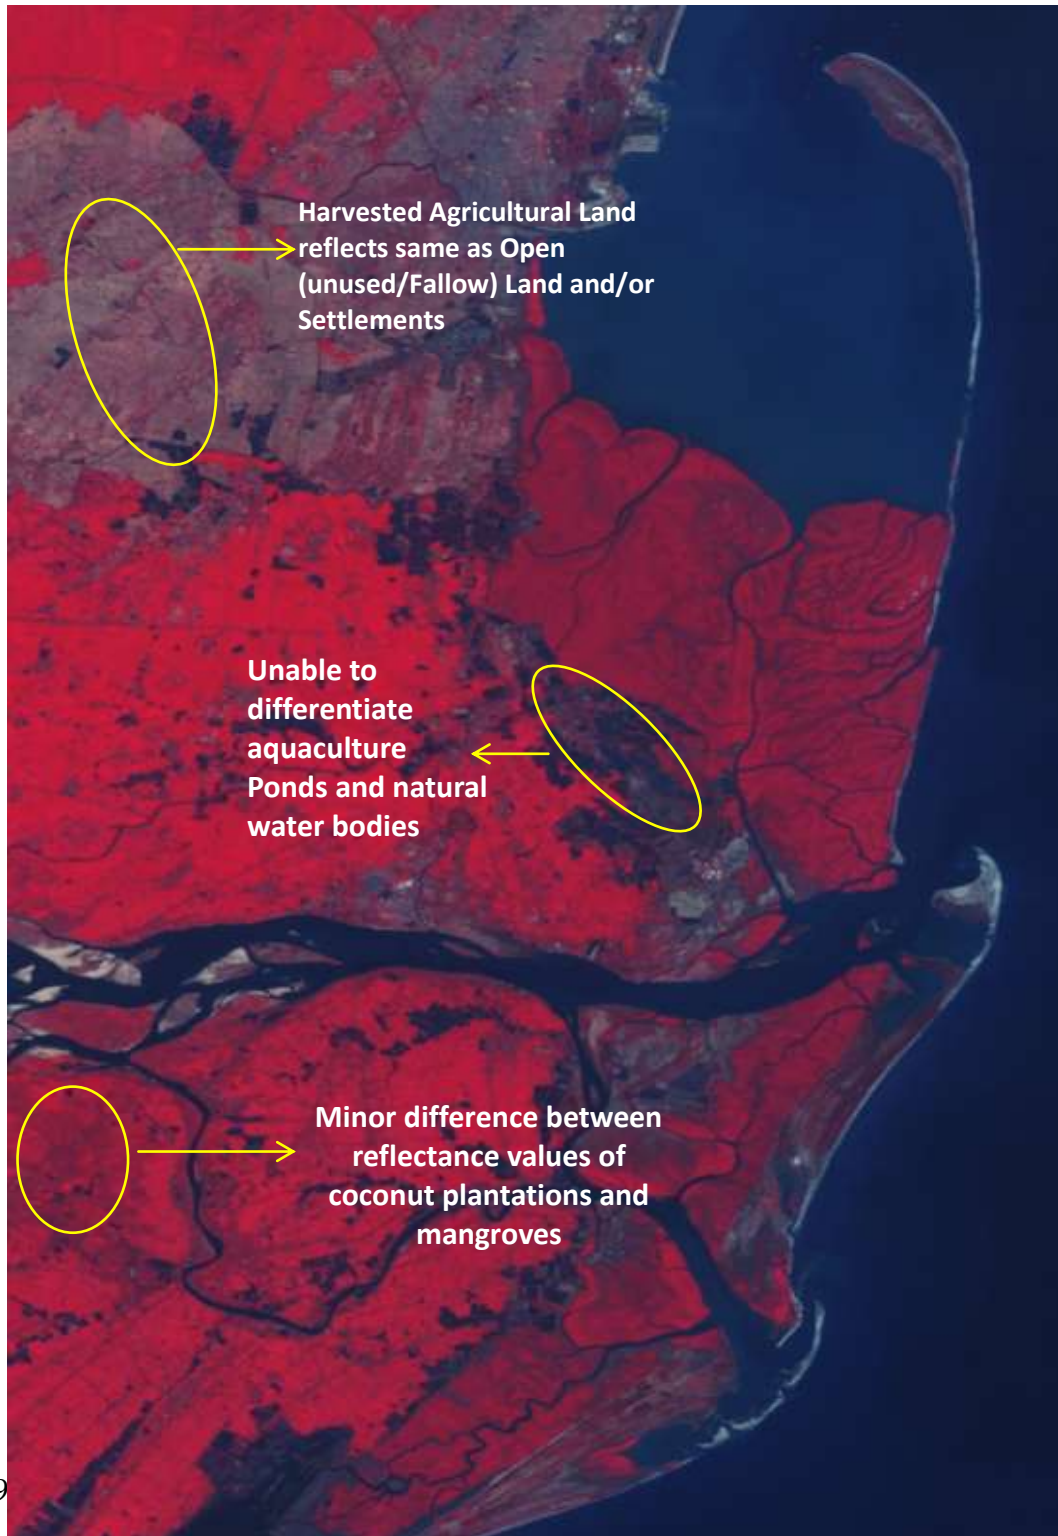 Harvested Agricultural Land
reflects same as Open
(unused/Fallow) Land and/or
Settlements
Unable to
differentiate
aquaculture
Ponds and natural
water bodies
Minor difference between
reflectance values of
coconut plantations and
mangroves
9